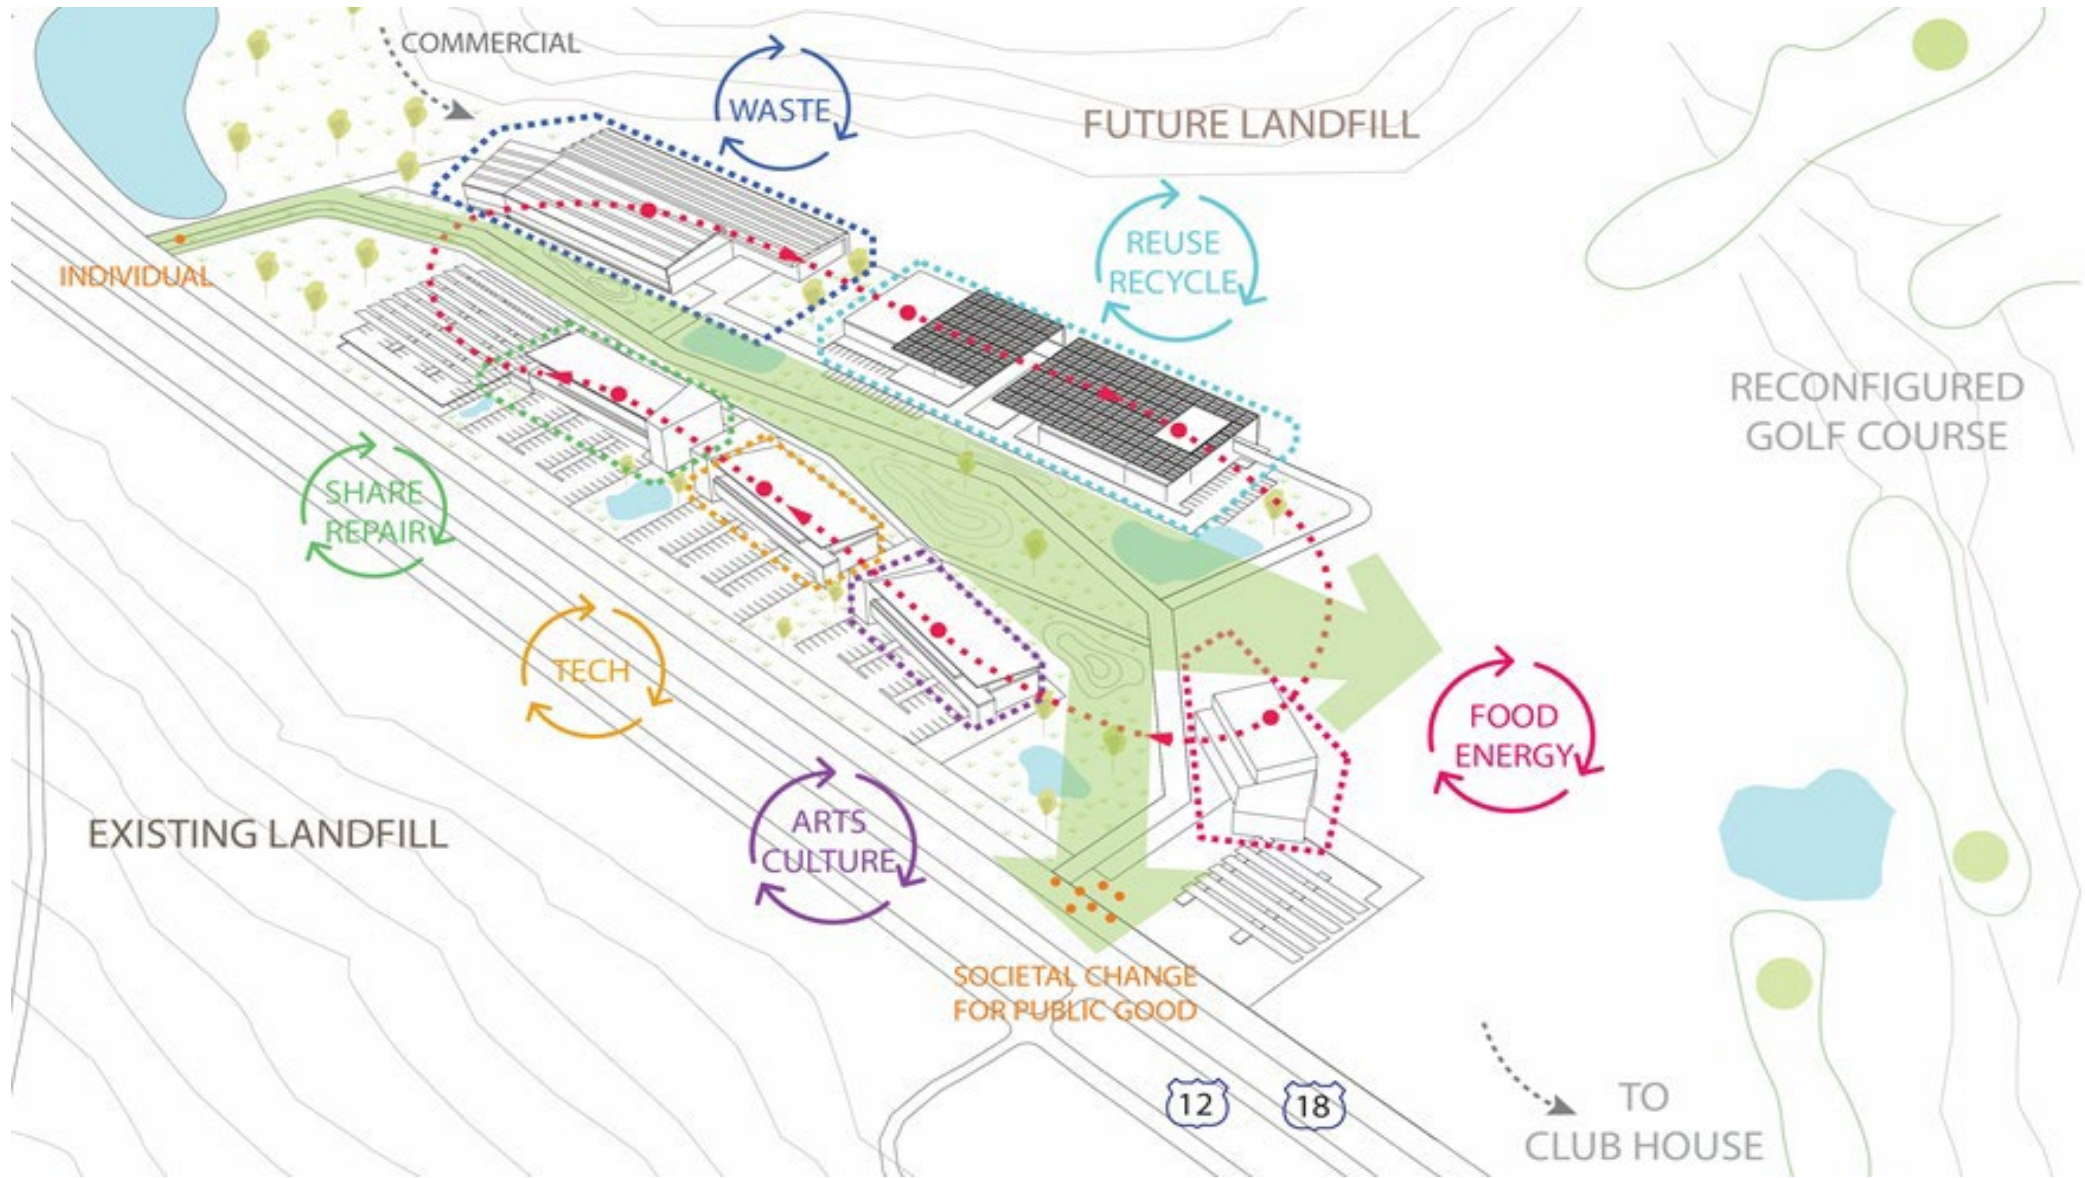 COMMERCIAL
WASTE
FUTURE LANDFILL
REUSE
RECYCLE
INDIVIDUAL
RECONFIGURED
GOLF COURSE
SHARE
REPAIR
TECH
FOOD
ENERGY
ARTS
CULTURE
EXISTING LANDFILL
SOCIETAL CHANGE
FOR PUBLIC GOOD
12
18
TO
CLUB HOUSE